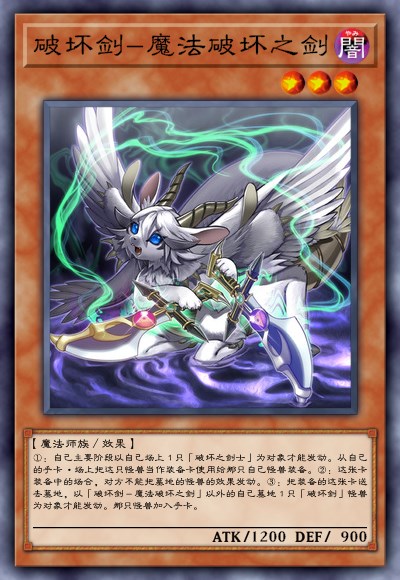 破坏剑－魔法破坏之剑
やみ
闇
【魔法师族／效果】
①：自己主要阶段以自己场上１只「破坏之剑士」为对象才能发动。从自己
的手卡·场上把这只怪兽当作装备卡使用给那只自己怪兽装备。②：这张卡
装备中的场合，对方不能把墓地的怪兽的效果发动。③：把装备的这张卡送
去墓地，以「破坏剑－魔法破坏之剑」以外的自己墓地１只「破坏剑」怪兽
为对象才能发动。那只怪兽加入手卡。
ATK/1200 DEF/ 900